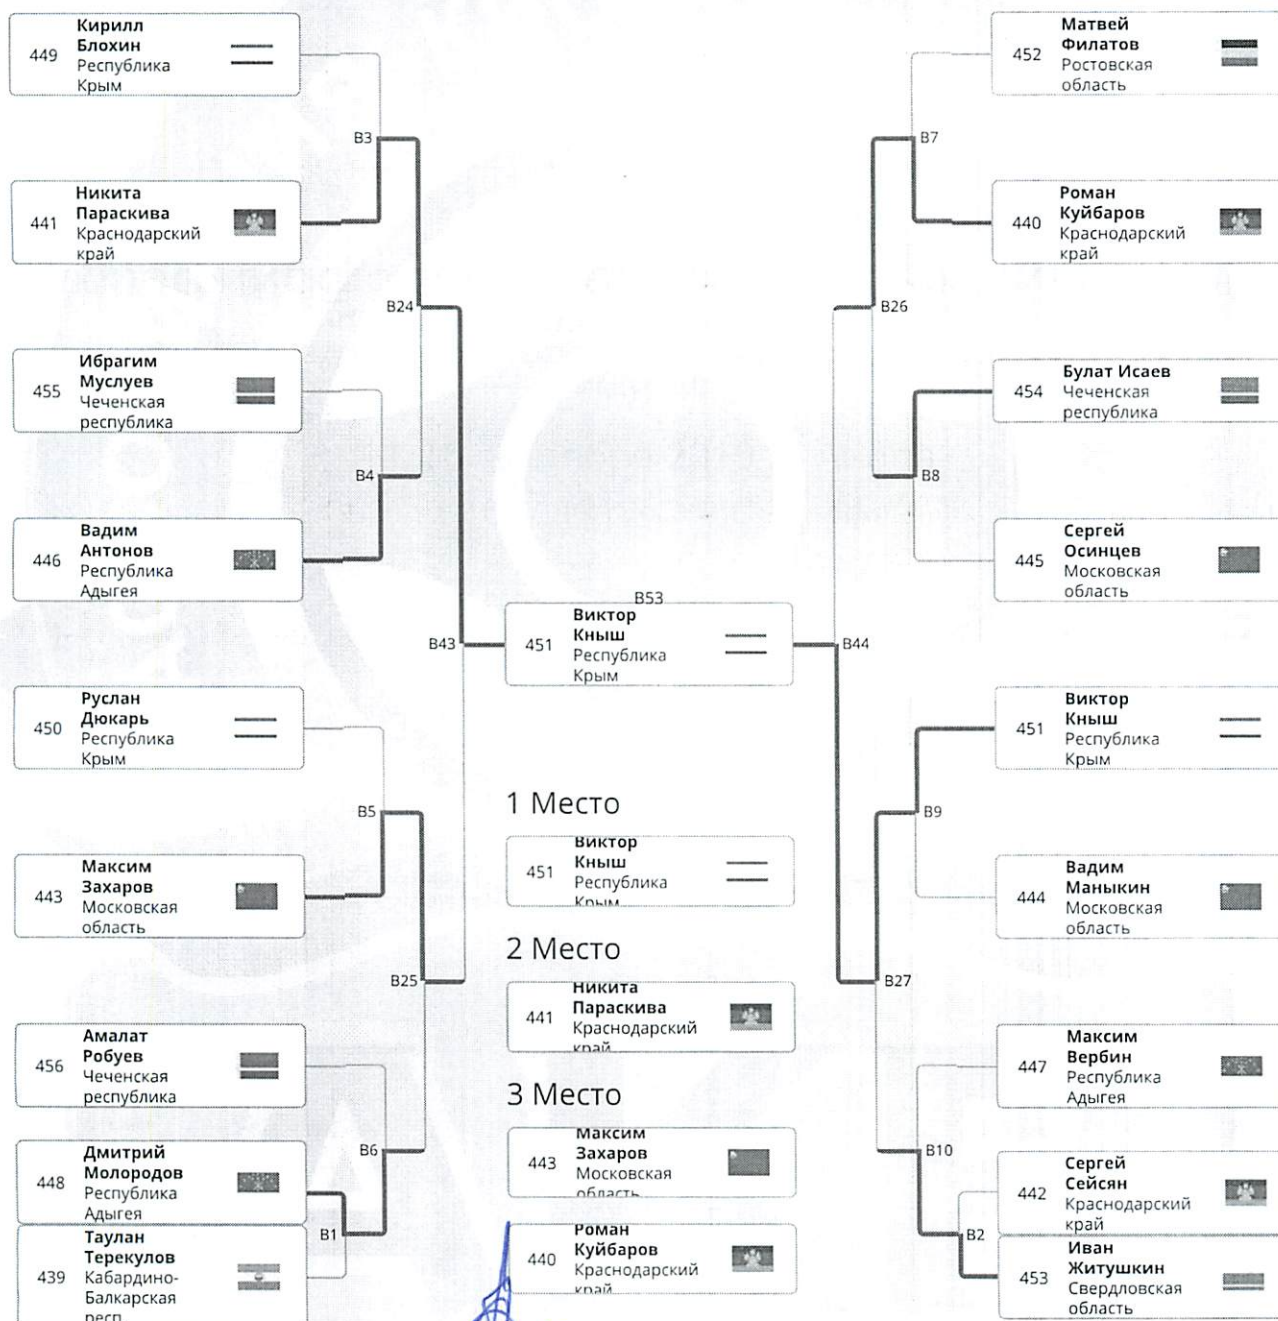 449
Кирилл
Блохин
Республика
Крым
441
Никита
Параскива
Краснодарский
край
455
Ибрагим
Муслуев
Чеченская
республика
446
Вадим
Антонов
Республика
Адыгея
450
Руслан
Дюкарь
Республика
Крым
443
Максим
Захаров
Московская
область
456
Амалат
Робуев
Чеченская
республика
448
Дмитрий
Молородов
Республика
Адыгея
439
Таулан
Терекулов
Кабардино-
Балкарская
респ
B3
B24
B4
B43
B5
B25
B6
B1
B53
451
Виктор
Кныш
Республика
Крым
1 Место
451
Виктор
Кныш
Республика
Крым
2 Место
441
Никита
Параскива
Краснодарский
край
3 Место
443
Максим
Захаров
Московская
область
440
Роман
Куйбаров
Краснодарский
край
B7
B26
B8
B44
B9
B27
B10
B2
452
Матвей
Филатов
Ростовская
область
440
Роман
Куйбаров
Краснодарский
край
454
Булат Исаев
Чеченская
республика
445
Сергей
Осинцев
Московская
область
451
Виктор
Кныш
Республика
Крым
444
Вадим
Маныкин
Московская
область
447
Максим
Вербин
Республика
Адыгея
442
Сергей
Сейсян
Краснодарский
край
453
Иван
Житушкин
Свердловская
область